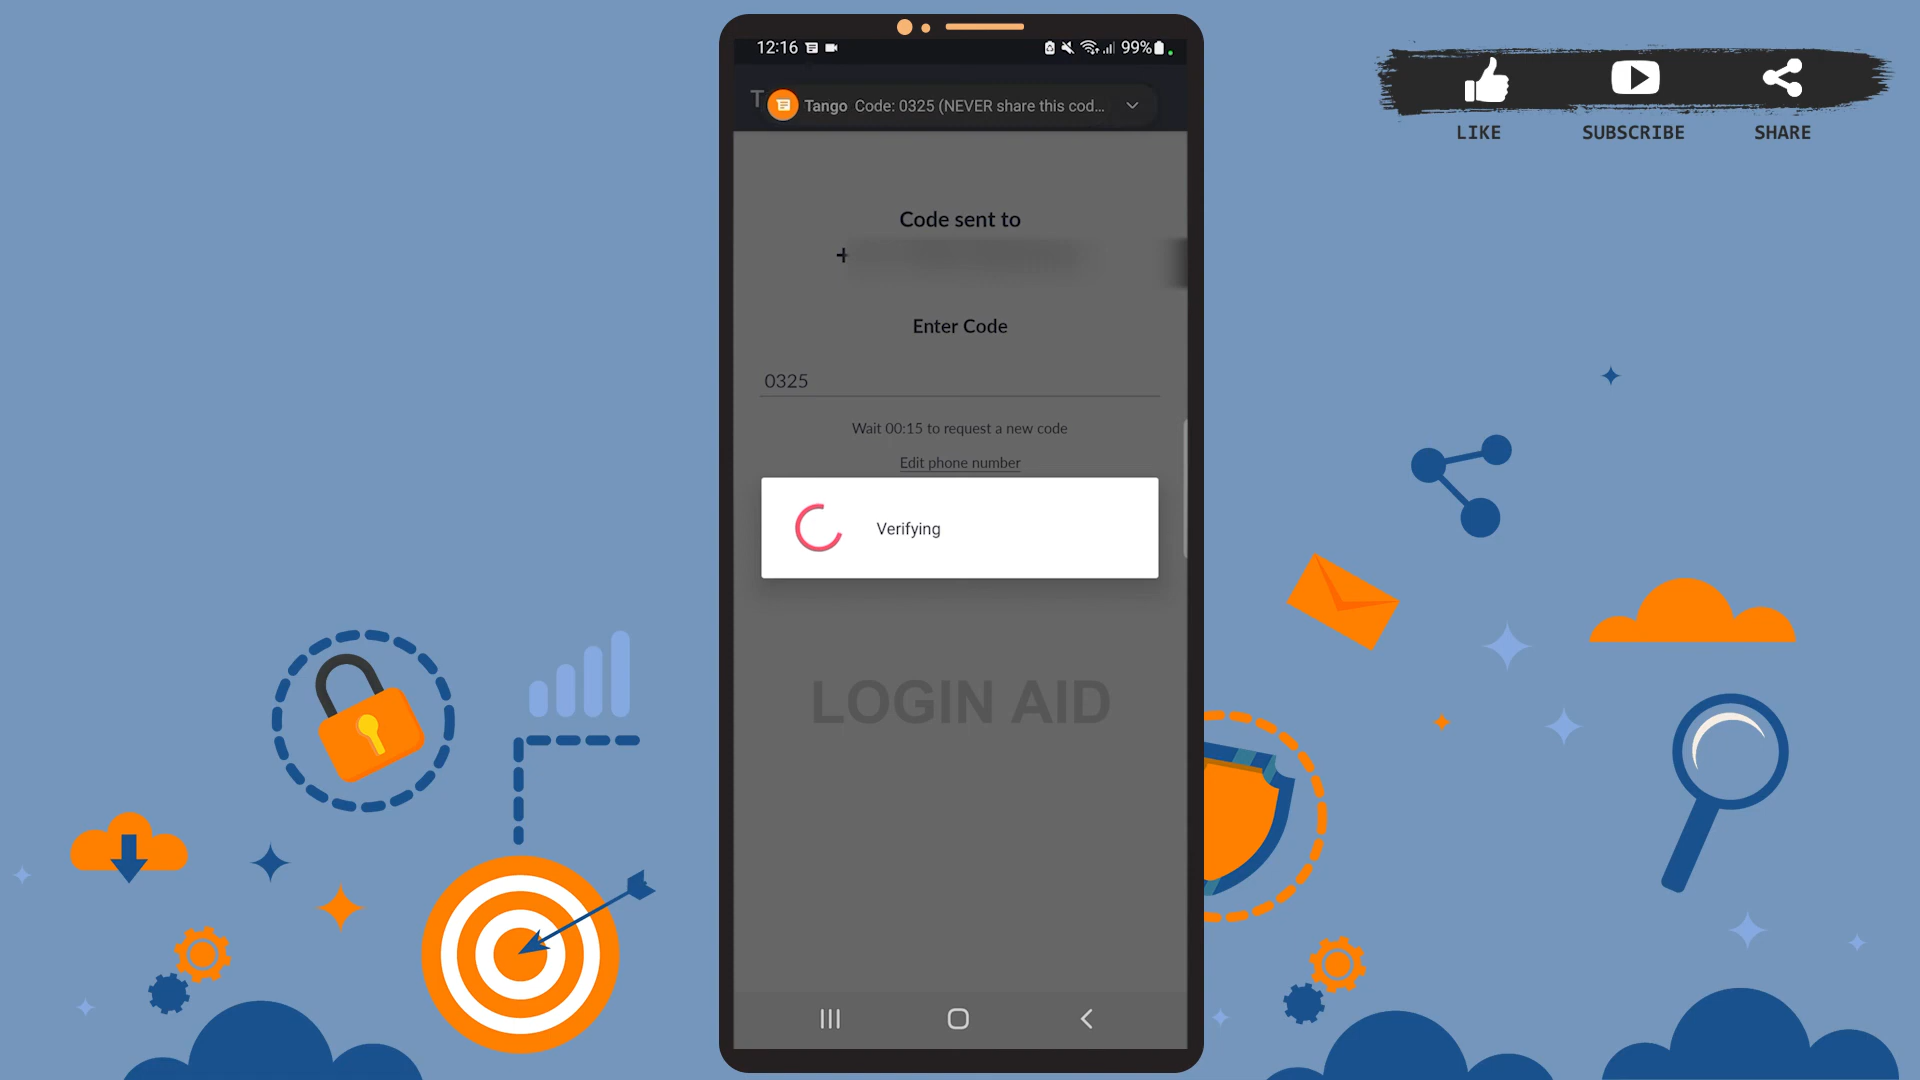 12:16
99%
T
Tango Code: 0325 (NEVER share this cod...
LIKE
SUBSCRIBE
SHARE
Code sent to
+
Enter Code
0325
Wait 00:15 to request a new code
Edit phone number
Verifying
LOGIN AID